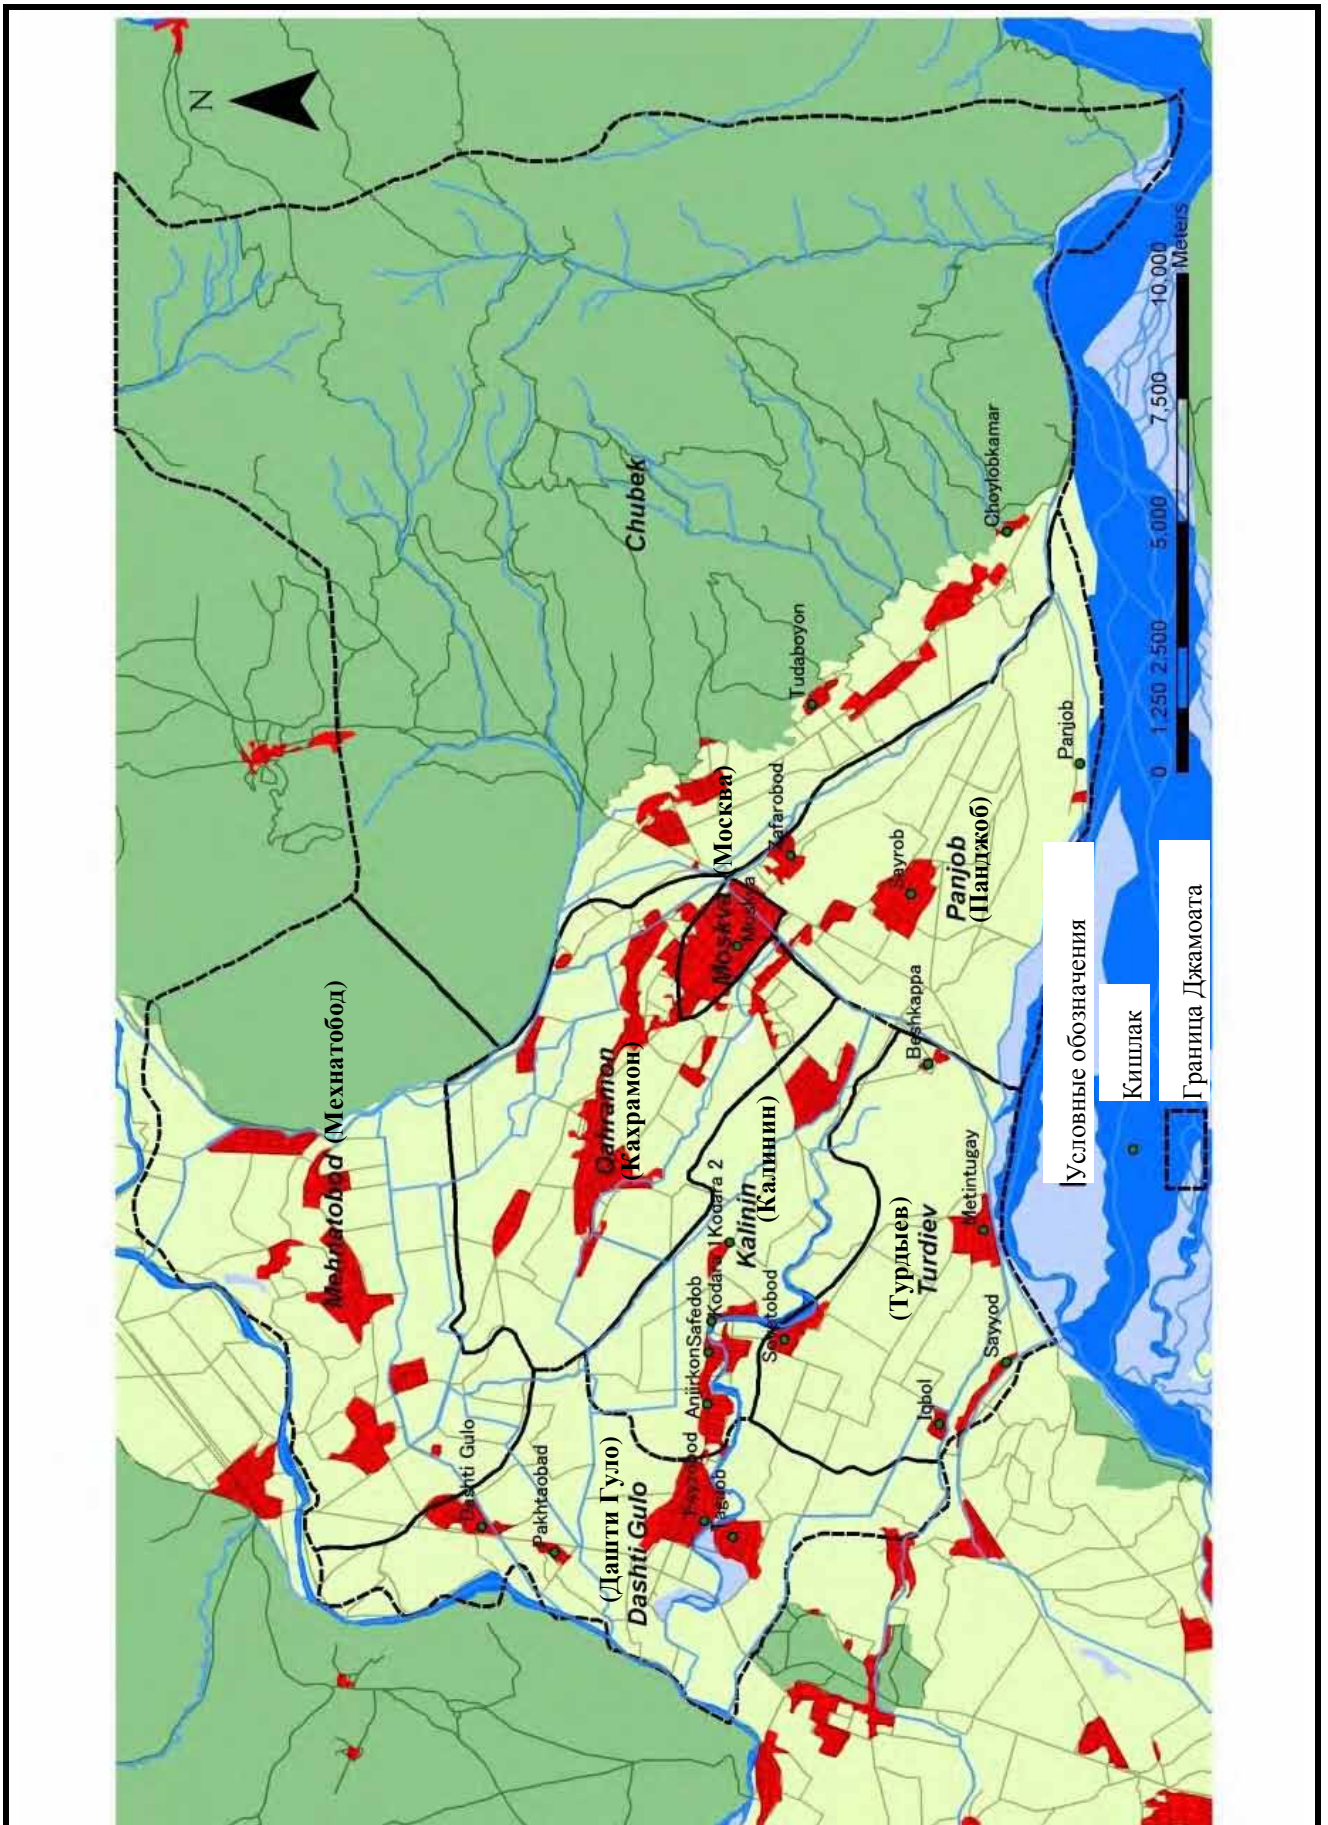 N
Chubek
Choylobkamar
Tudaboyon
Zafarobod
(Москва)
Moskva
Moskva
Sayrob
Panjob
Panjob
(Панджоб)
Beshkappa
Mehnatobod (Мехнатобод)
Qahramon
(Кахрамон)
Kodara 2
Kodara 1
Kalinin
(Калинин)
Safedob
Anjirkon
Sovetobod
(Турдыев)
Turdiev
Metintugay
Sayyod
Iqbol
Dashti Gulo
Pakhtaobad
(Дашти Гуло)
Dashti Gulo
Fayzobod
0 1.250 2.500 5.000 7.500 10.000
Meters
Условные обозначения
Кишлак
Граница Джамоата